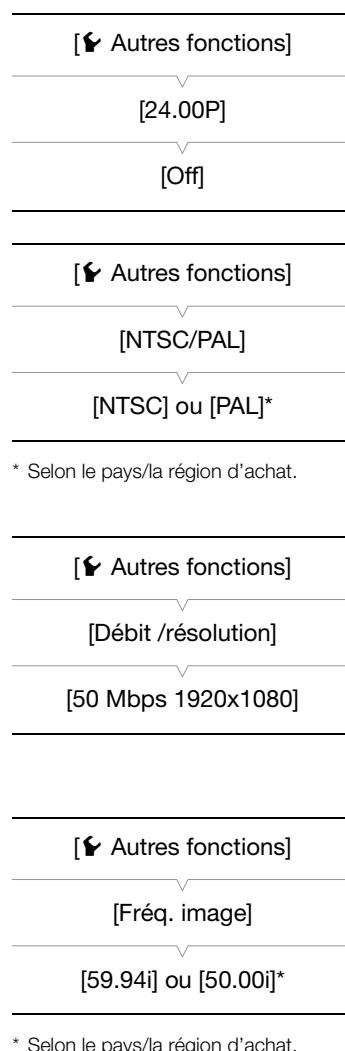 [ Autres fonctions]
[24.00P]
[Off]
[ Autres fonctions]
[NTSC/PAL]
[NTSC] ou [PAL]*
* Selon le pays/la région d’achat.
[ Autres fonctions]
[Débit /résolution]
[50 Mbps 1920x1080]
[ Autres fonctions]
[Fréq. image]
[59.94i] ou [50.00i]*
* Selon le pays/la région d’achat.